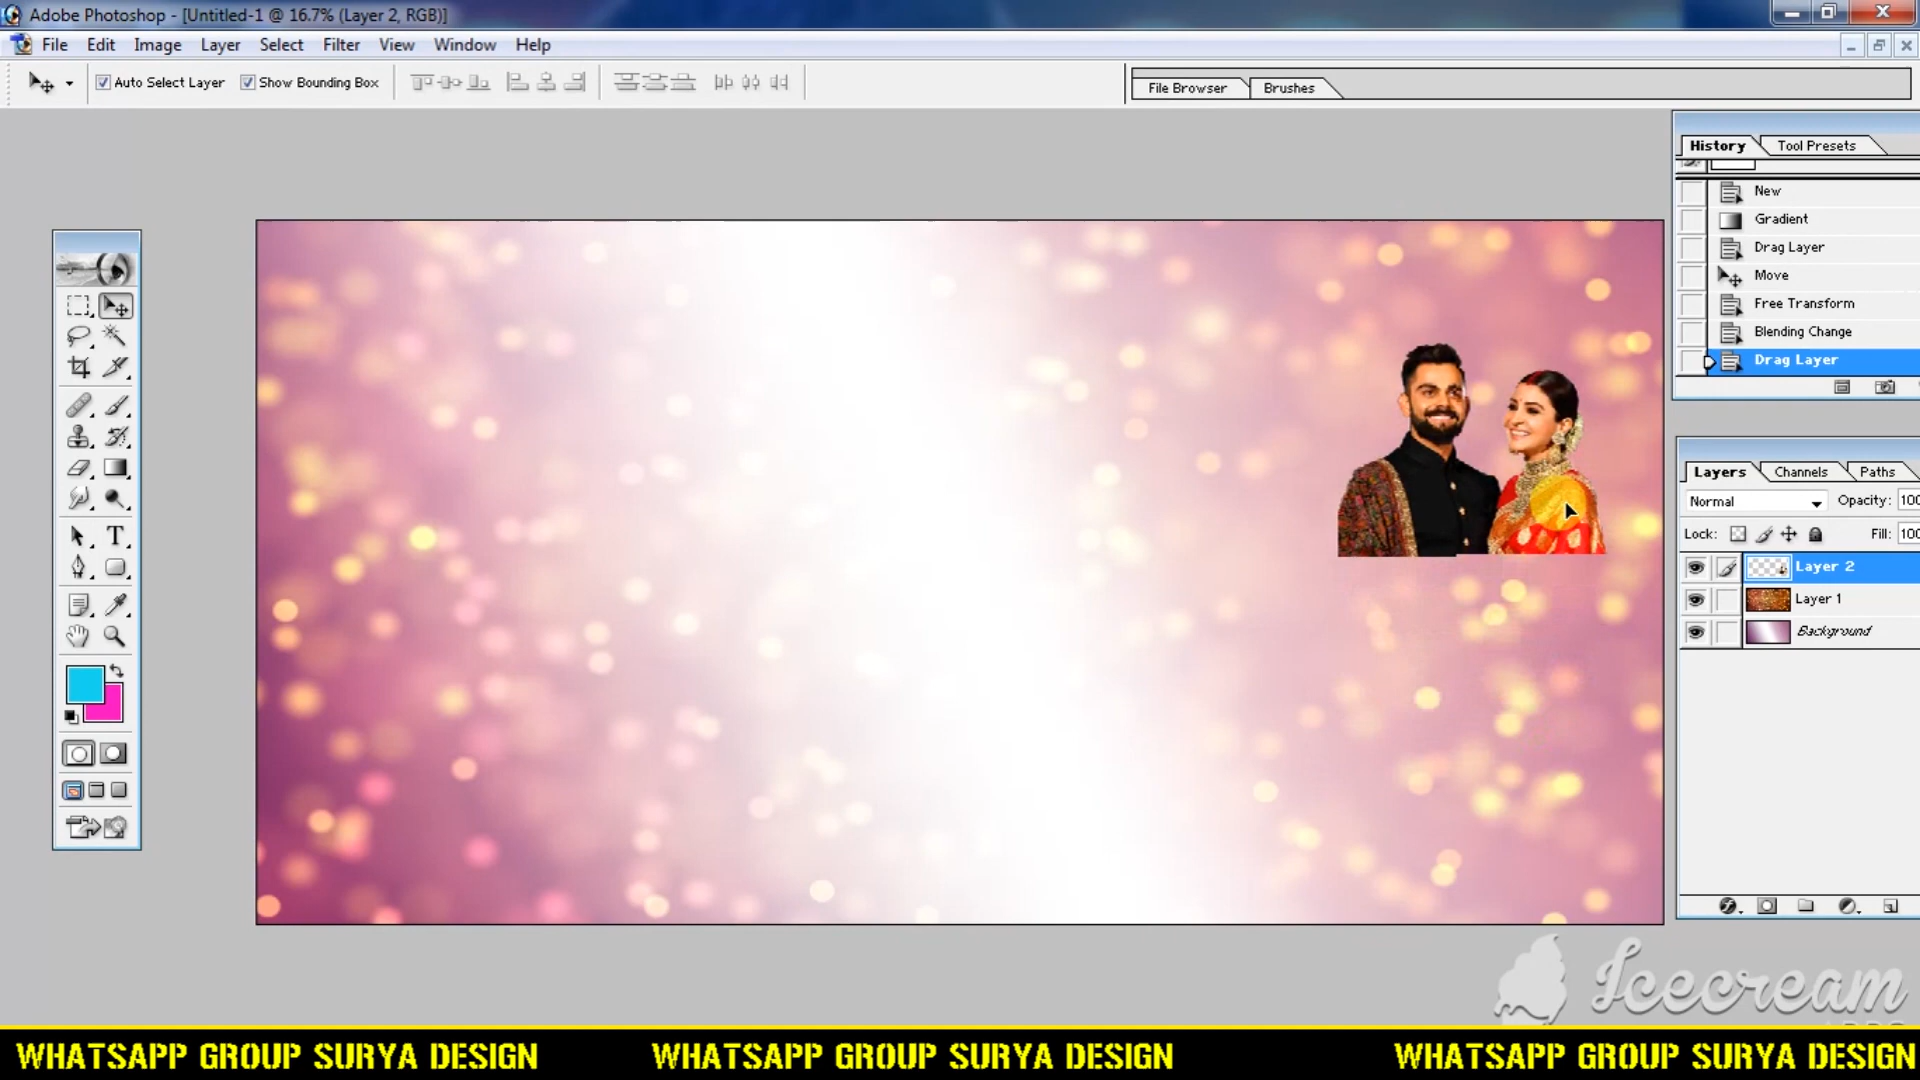 Adobe Photoshop - [Untitled-1 @ 16.7% (Layer 2, RGB)]
File Edit Image Layer Select Filter View Window Help
Auto Select Layer Show Bounding Box
File Browser Brushes
History Tool Presets
New
Gradient
Drag Layer
Move
Free Transform
Blending Change
Drag Layer
Layers Channels Paths
Normal Opacity: 100
Lock: Fill: 100
Layer 2
Layer 1
Background
Icecream
WHATSAPP GROUP SURYA DESIGN WHATSAPP GROUP SURYA DESIGN WHATSAPP GROUP SURYA DESIGN